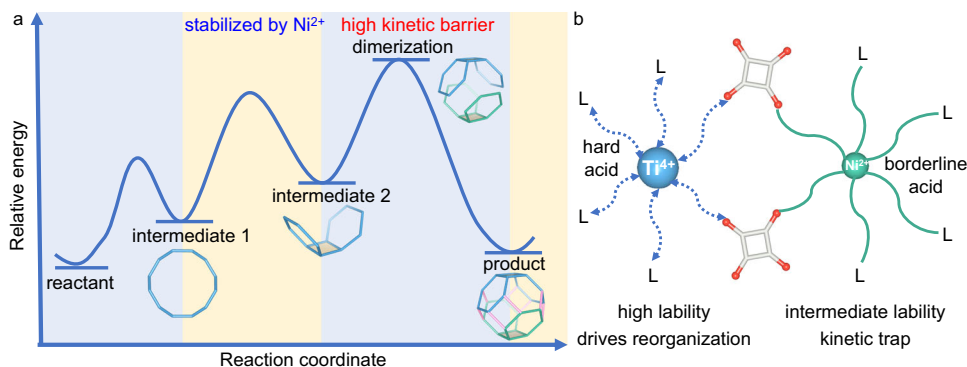 a
stabilized by Ni²⁺
high kinetic barrier
dimerization
Relative energy
reactant
intermediate 1
intermediate 2
product
Reaction coordinate
b
L
L
L
L
L
L
L
L
hard
acid
Ti⁴⁺
Ni²⁺
borderline
acid
high lability
drives reorganization
intermediate lability
kinetic trap